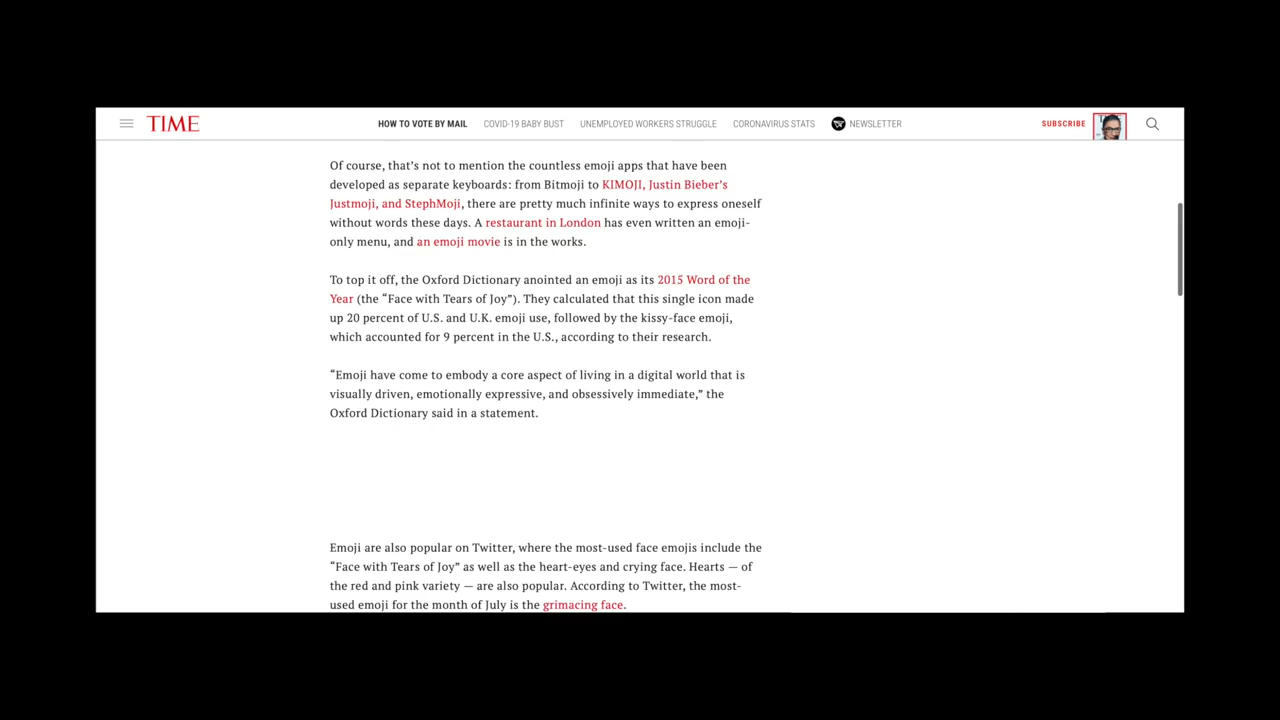 TIME
HOW TO VOTE BY MAIL
COVID-19 BABY BUST
UNEMPLOYED WORKERS STRUGGLE
CORONAVIRUS STATS
NEWSLETTER
SUBSCRIBE
Of course, that’s not to mention the countless emoji apps that have been
developed as separate keyboards: from Bitmoji to KIMOJI, Justin Bieber’s
Justmoji, and StephMoji, there are pretty much infinite ways to express oneself
without words these days. A restaurant in London has even written an emoji-
only menu, and an emoji movie is in the works.
To top it off, the Oxford Dictionary anointed an emoji as its 2015 Word of the
Year (the “Face with Tears of Joy”). They calculated that this single icon made
up 20 percent of U.S. and U.K. emoji use, followed by the kissy-face emoji,
which accounted for 9 percent in the U.S., according to their research.
“Emoji have come to embody a core aspect of living in a digital world that is
visually driven, emotionally expressive, and obsessively immediate,” the
Oxford Dictionary said in a statement.
Emoji are also popular on Twitter, where the most-used face emojis include the
“Face with Tears of Joy” as well as the heart-eyes and crying face. Hearts — of
the red and pink variety — are also popular. According to Twitter, the most-
used emoji for the month of July is the grimacing face.